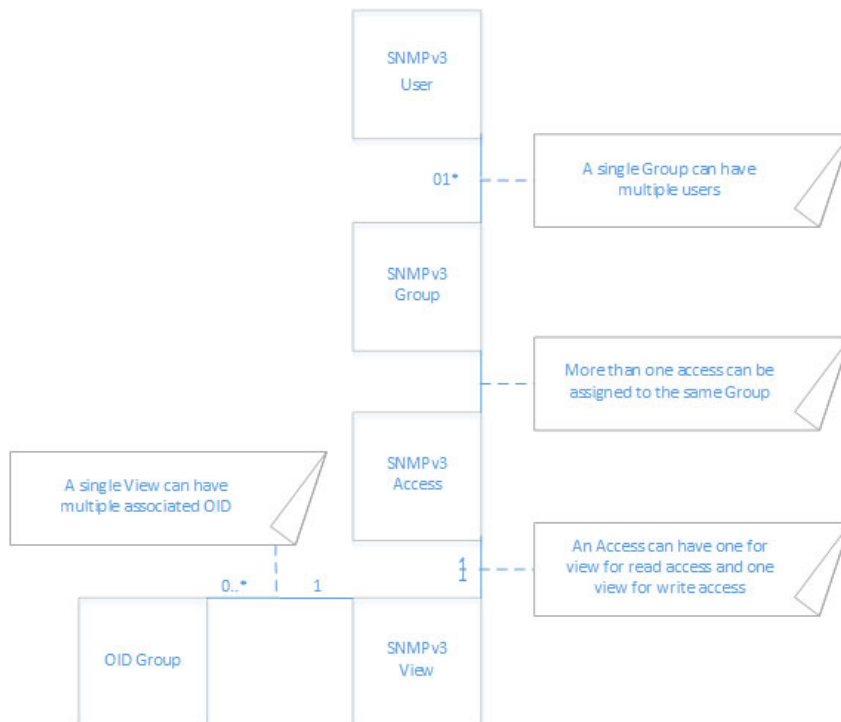 SNMPv3
User
01*
A single Group can have
multiple users
SNMPv3
Group
More than one access can be
assigned to the same Group
SNMPv3
Access
A single View can have
multiple associated OID
An Access can have one for
view for read access and one
view for write access
1
1
0..*
1
OID Group
SNMPv3
View